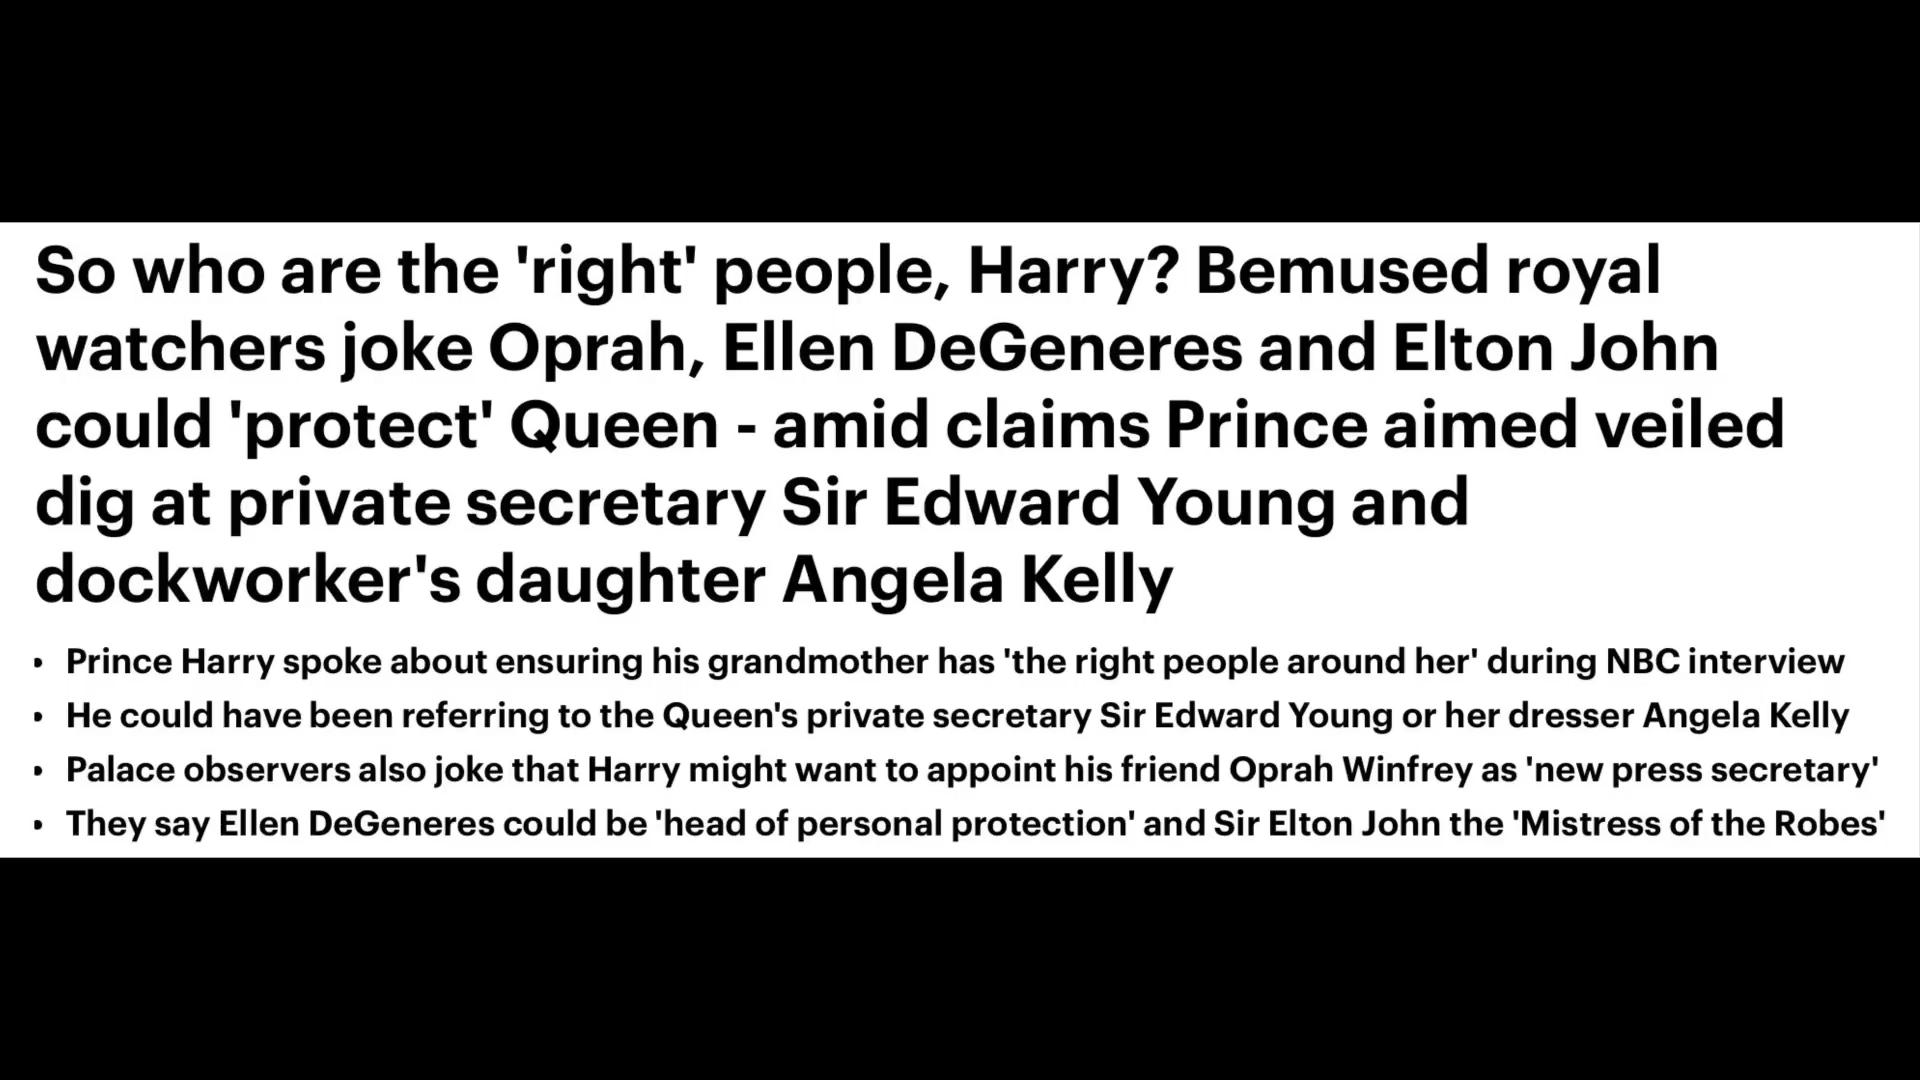 So who are the 'right' people, Harry? Bemused royal
watchers joke Oprah, Ellen DeGeneres and Elton John
could 'protect' Queen - amid claims Prince aimed veiled
dig at private secretary Sir Edward Young and
dockworker's daughter Angela Kelly
• Prince Harry spoke about ensuring his grandmother has 'the right people around her' during NBC interview
• He could have been referring to the Queen's private secretary Sir Edward Young or her dresser Angela Kelly
• Palace observers also joke that Harry might want to appoint his friend Oprah Winfrey as 'new press secretary'
• They say Ellen DeGeneres could be 'head of personal protection' and Sir Elton John the 'Mistress of the Robes'